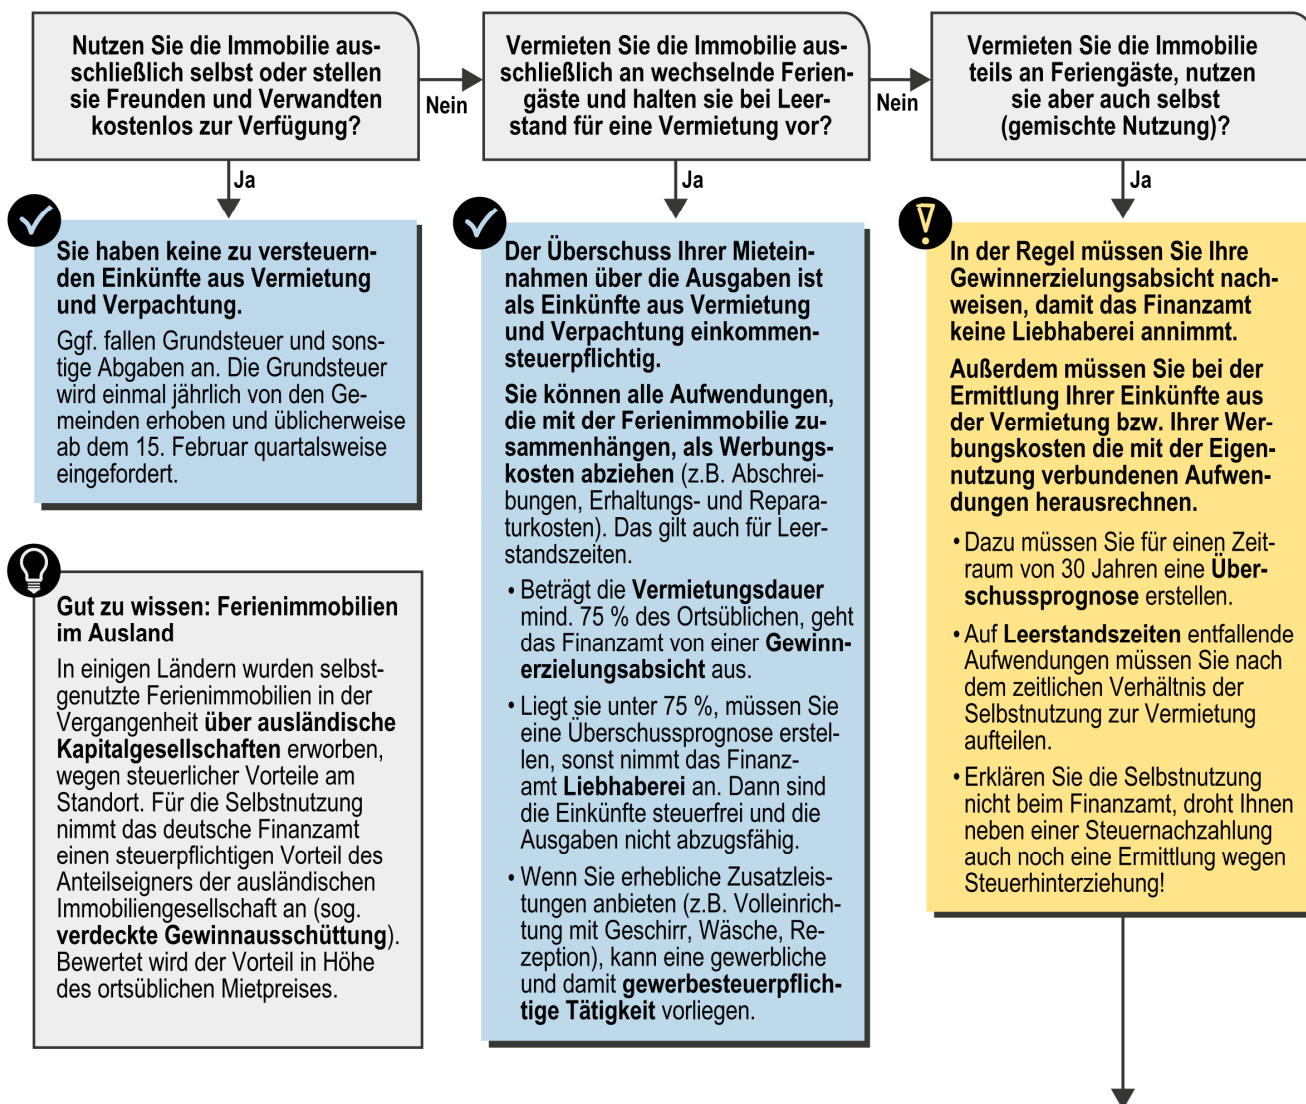 Nutzen Sie die Immobilie aus-
schließlich selbst oder stellen
sie Freunden und Verwandten
kostenlos zur Verfügung?
Nein
Vermieten Sie die Immobilie aus-
schließlich an wechselnde Ferien-
gäste und halten sie bei Leer-
stand für eine Vermietung vor?
Nein
Vermieten Sie die Immobilie
teils an Feriengäste, nutzen
sie aber auch selbst
(gemischte Nutzung)?
Ja
Sie haben keine zu versteuern-
den Einkünfte aus Vermietung
und Verpachtung.
Ggf. fallen Grundsteuer und sons-
tige Abgaben an. Die Grundsteuer
wird einmal jährlich von den Ge-
meinden erhoben und üblicherweise
ab dem 15. Februar quartalsweise
eingefordert.
Gut zu wissen: Ferienimmobilien
im Ausland
In einigen Ländern wurden selbst-
genutzte Ferienimmobilien in der
Vergangenheit über ausländische
Kapitalgesellschaften erworben,
wegen steuerlicher Vorteile am
Standort. Für die Selbstnutzung
nimmt das deutsche Finanzamt
einen steuerpflichtigen Vorteil des
Anteilseigners der ausländischen
Immobiliengesellschaft an (sog.
verdeckte Gewinnausschüttung).
Bewertet wird der Vorteil in Höhe
des ortsüblichen Mietpreises.
Ja
Der Überschuss Ihrer Mietein-
nahmen über die Ausgaben ist
als Einkünfte aus Vermietung
und Verpachtung einkommen-
steuerpflichtig.
Sie können alle Aufwendungen,
die mit der Ferienimmobilie zu-
sammenhängen, als Werbungs-
kosten abziehen (z.B. Abschrei-
bungen, Erhaltungs- und Repara-
turkosten). Das gilt auch für Leer-
standszeiten.
• Beträgt die Vermietungsdauer
mind. 75 % des Ortsüblichen, geht
das Finanzamt von einer Gewinn-
erzielungsabsicht aus.
• Liegt sie unter 75 %, müssen Sie
eine Überschussprognose erstel-
len, sonst nimmt das Finanz-
amt Liebhaberei an. Dann sind
die Einkünfte steuerfrei und die
Ausgaben nicht abzugsfähig.
• Wenn Sie erhebliche Zusatzleis-
tungen anbieten (z.B. Volleinrich-
tung mit Geschirr, Wäsche, Re-
zeption), kann eine gewerbliche
und damit gewerbesteuerpflich-
tige Tätigkeit vorliegen.
Ja
In der Regel müssen Sie Ihre
Gewinnerzielungsabsicht nach-
weisen, damit das Finanzamt
keine Liebhaberei annimmt.
Außerdem müssen Sie bei der
Ermittlung Ihrer Einkünfte aus
der Vermietung bzw. Ihrer Wer-
bungskosten die mit der Eigen-
nutzung verbundenen Aufwen-
dungen herausrechnen.
• Dazu müssen Sie für einen Zeit-
raum von 30 Jahren eine Über-
schussprognose erstellen.
• Auf Leerstandszeiten entfallende
Aufwendungen müssen Sie nach
dem zeitlichen Verhältnis der
Selbstnutzung zur Vermietung
aufteilen.
• Erklären Sie die Selbstnutzung
nicht beim Finanzamt, droht Ihnen
neben einer Steuernachzahlung
auch noch eine Ermittlung wegen
Steuerhinterziehung!